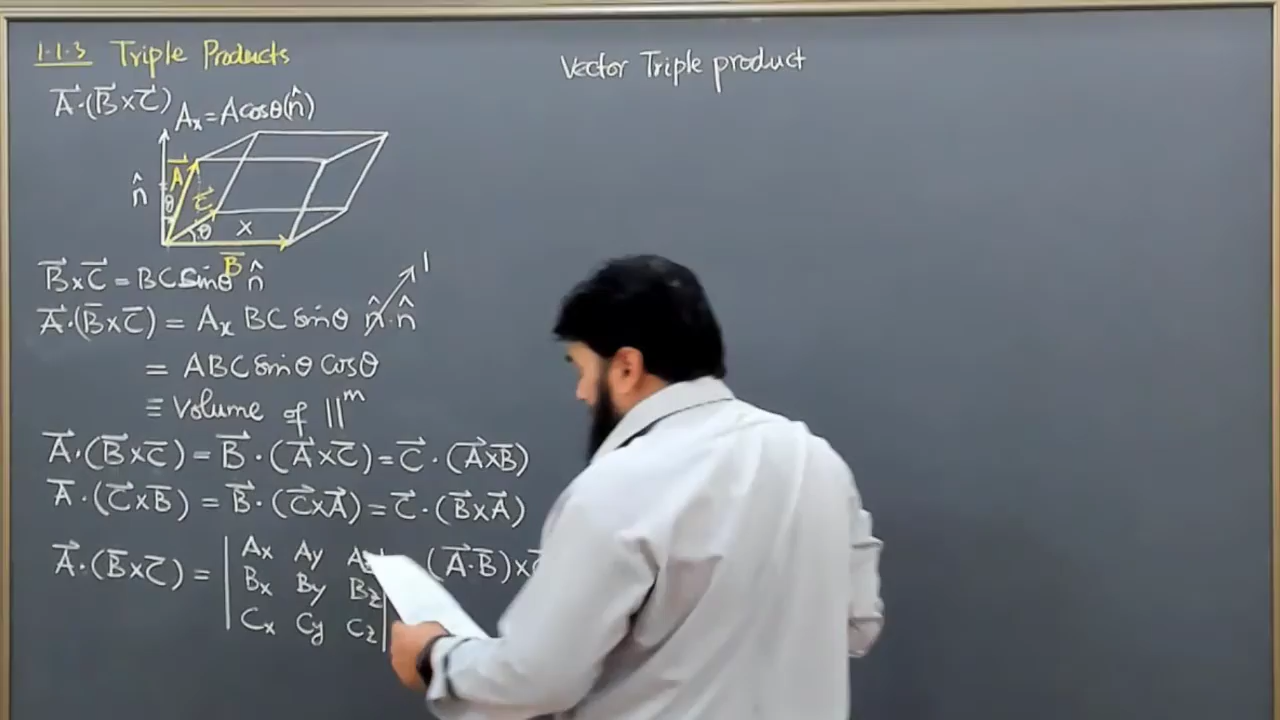 1.1.3 Triple Products
A⃗·(B⃗×C⃗) Aₓ = A cosθ(n̂)
n̂ A⃗ θ C⃗ θ x
B⃗
B⃗×C⃗ = BC Sinθ n̂
A⃗·(B̅×C̅) = Aₓ BC sinθ n̂·n̂ 1
= ABC Sinθ Cosθ
≡ Volume of ||ᵐ
A⃗·(B⃗×C⃗) = B⃗·(A⃗×C⃗) = C⃗·(A⃗×B⃗)
A̅·(C⃗×B̅) = B⃗·(C⃗×A⃗) = C⃗·(B⃗×A⃗)
A⃗·(B̅×C̅) = | Ax Ay (A⃗·B̅)×
Bx By Bz
Cx Cy Cz |
Vector Triple product